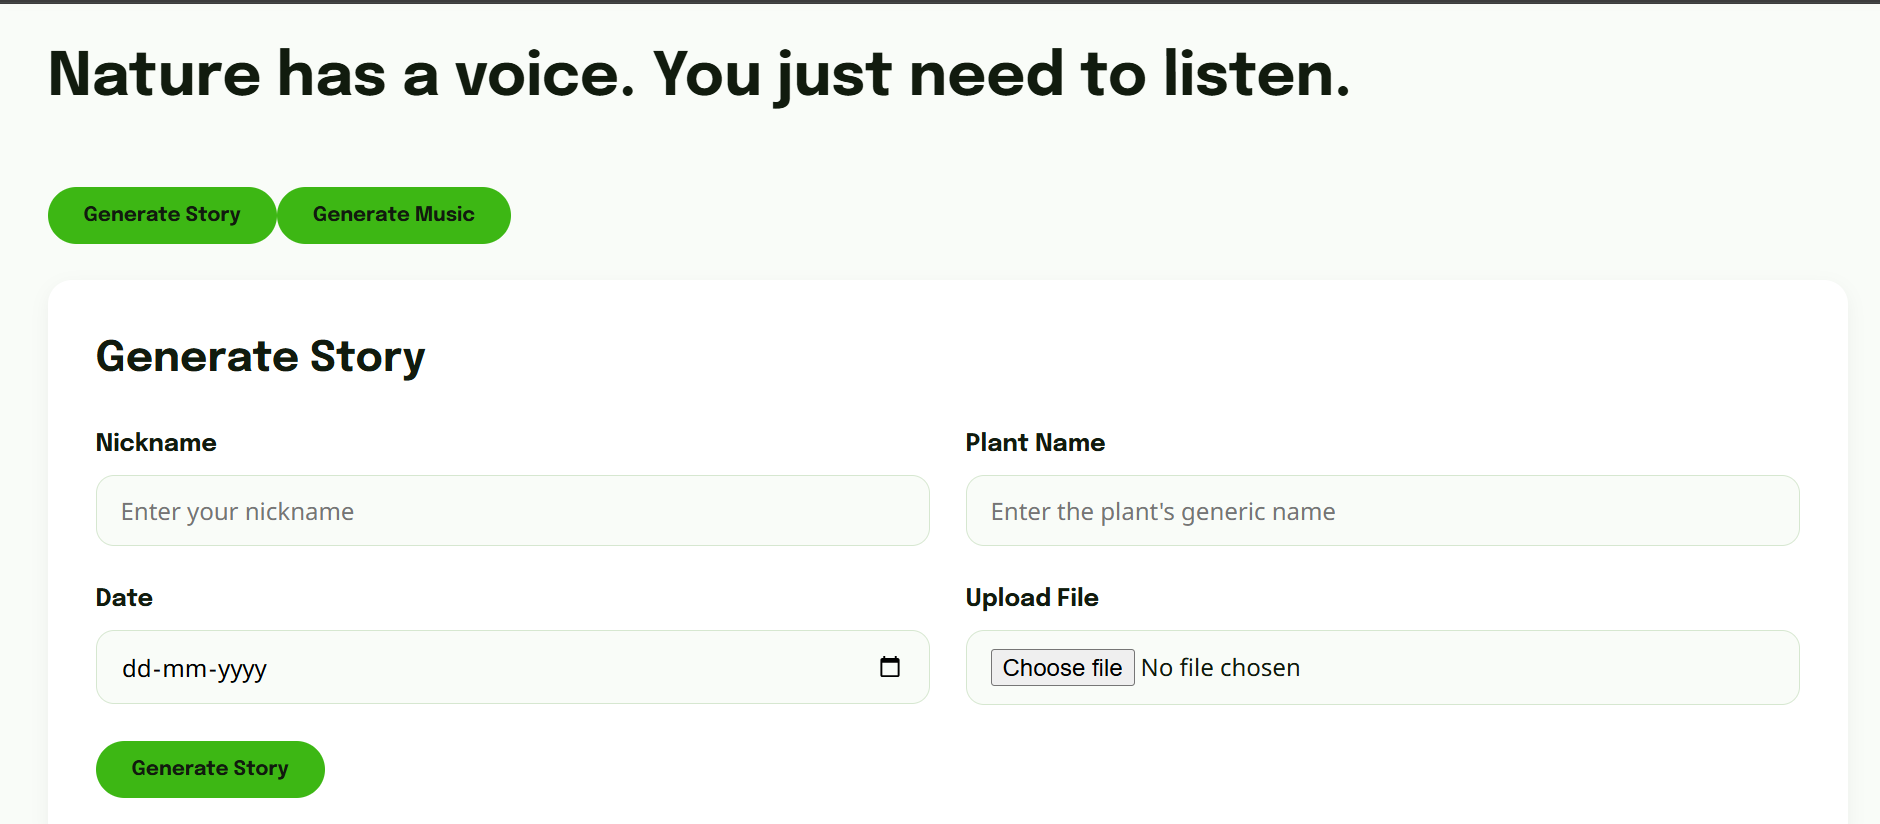 Nature has a voice. You just need to listen.
Generate Story Generate Music
Generate Story
Nickname Plant Name
Enter your nickname Enter the plant's generic name
Date Upload File
dd-mm-yyyy Choose file No file chosen
Generate Story